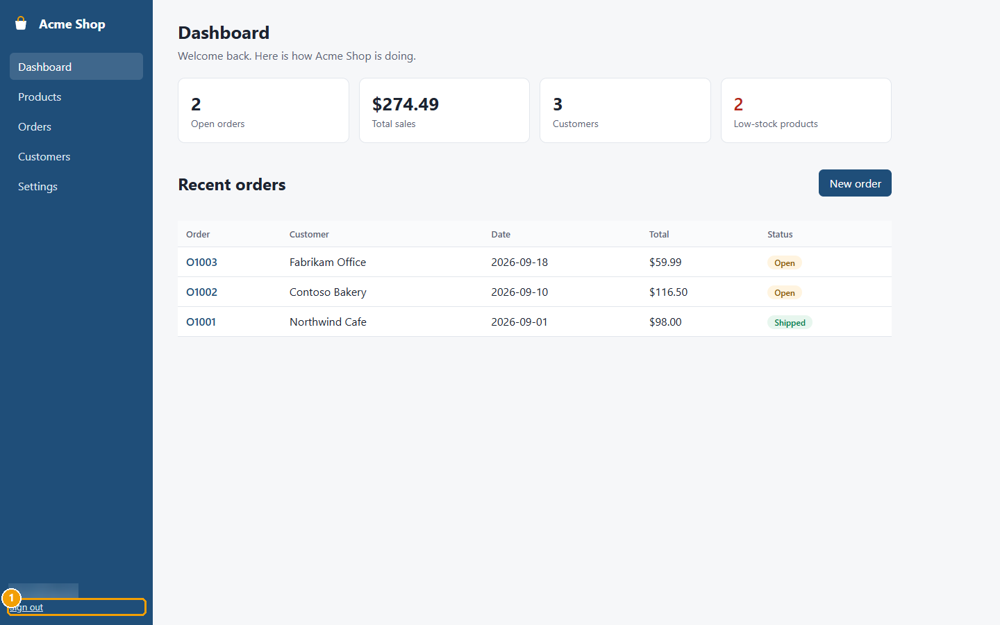 Acme Shop
Dashboard
Products
Orders
Customers
Settings
1
Sign out
Dashboard
Welcome back. Here is how Acme Shop is doing.
2
Open orders
$274.49
Total sales
3
Customers
2
Low-stock products
Recent orders
New order
Order Customer Date Total Status
O1003 Fabrikam Office 2026-09-18 $59.99 Open
O1002 Contoso Bakery 2026-09-10 $116.50 Open
O1001 Northwind Cafe 2026-09-01 $98.00 Shipped